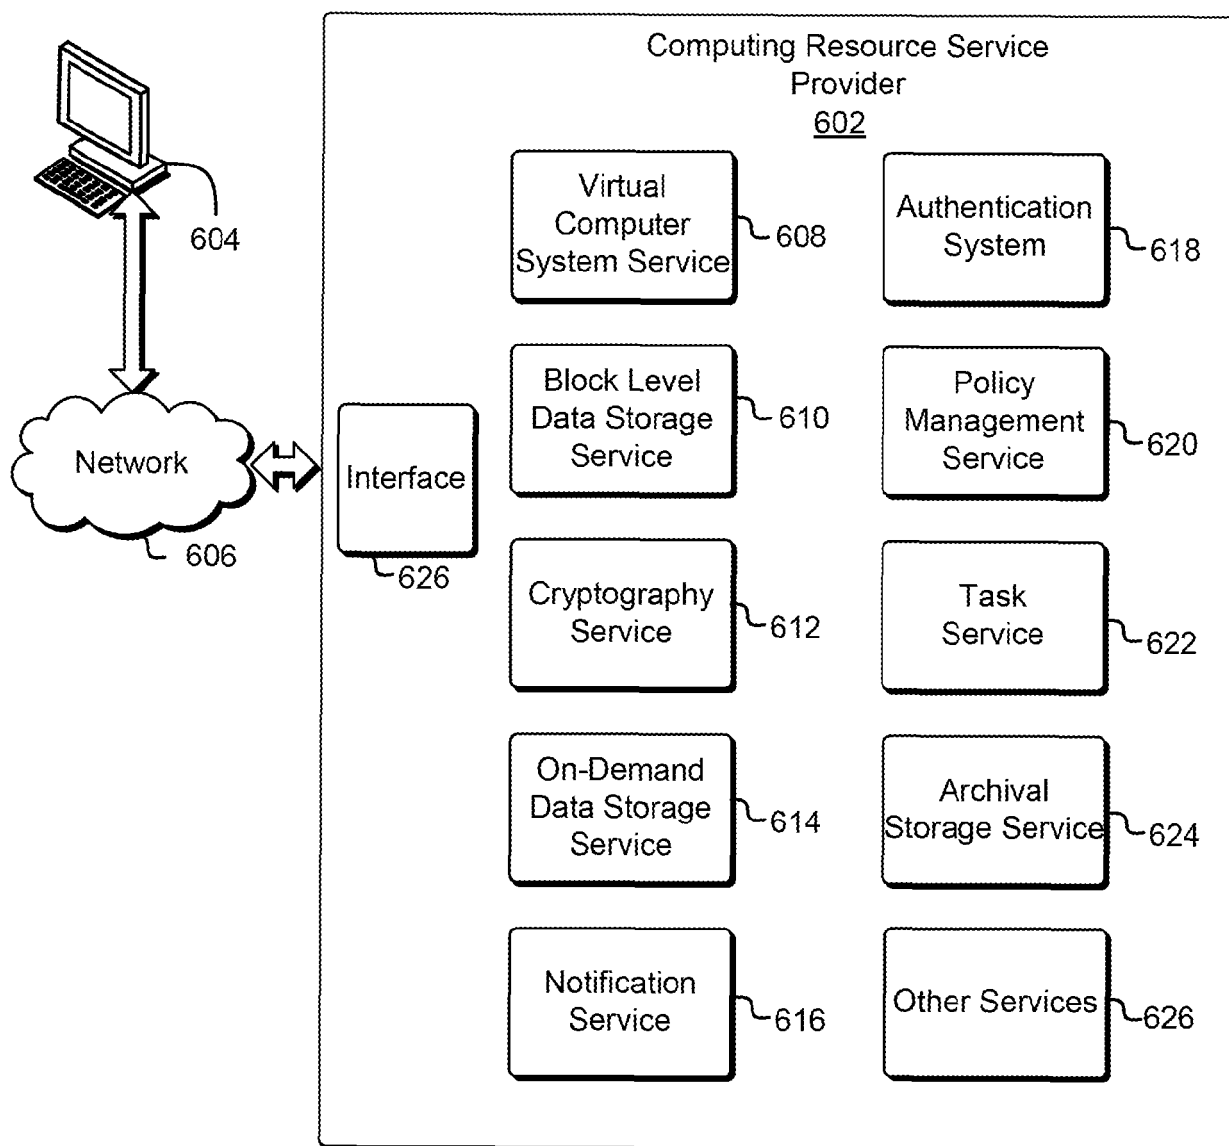 Computing Resource Service
Provider
602
604
Network
606
Interface
626
Virtual
Computer
System Service
608
Authentication
System
618
Block Level
Data Storage
Service
610
Policy
Management
Service
620
Cryptography
Service
612
Task
Service
622
On-Demand
Data Storage
Service
614
Archival
Storage Service
624
Notification
Service
616
Other Services
626